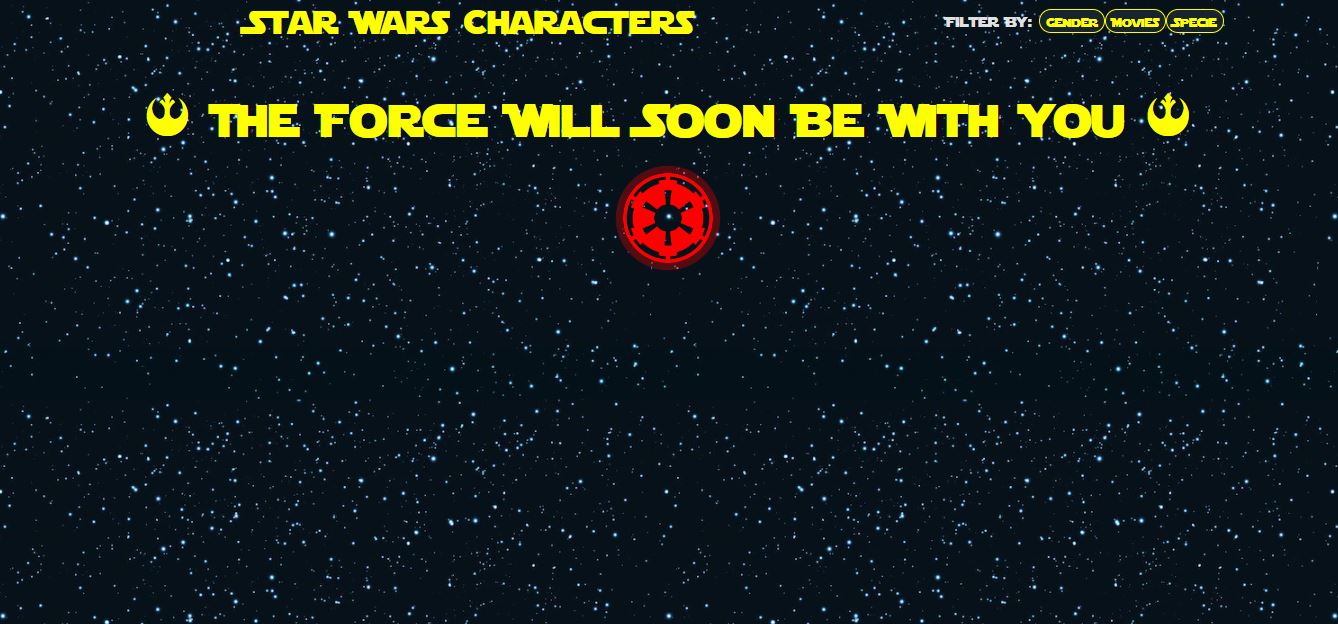 STAR WARS CHARACTERS
FILTER BY: GENDER MOVIES SPECIE
THE FORCE WILL SOON BE WITH YOU